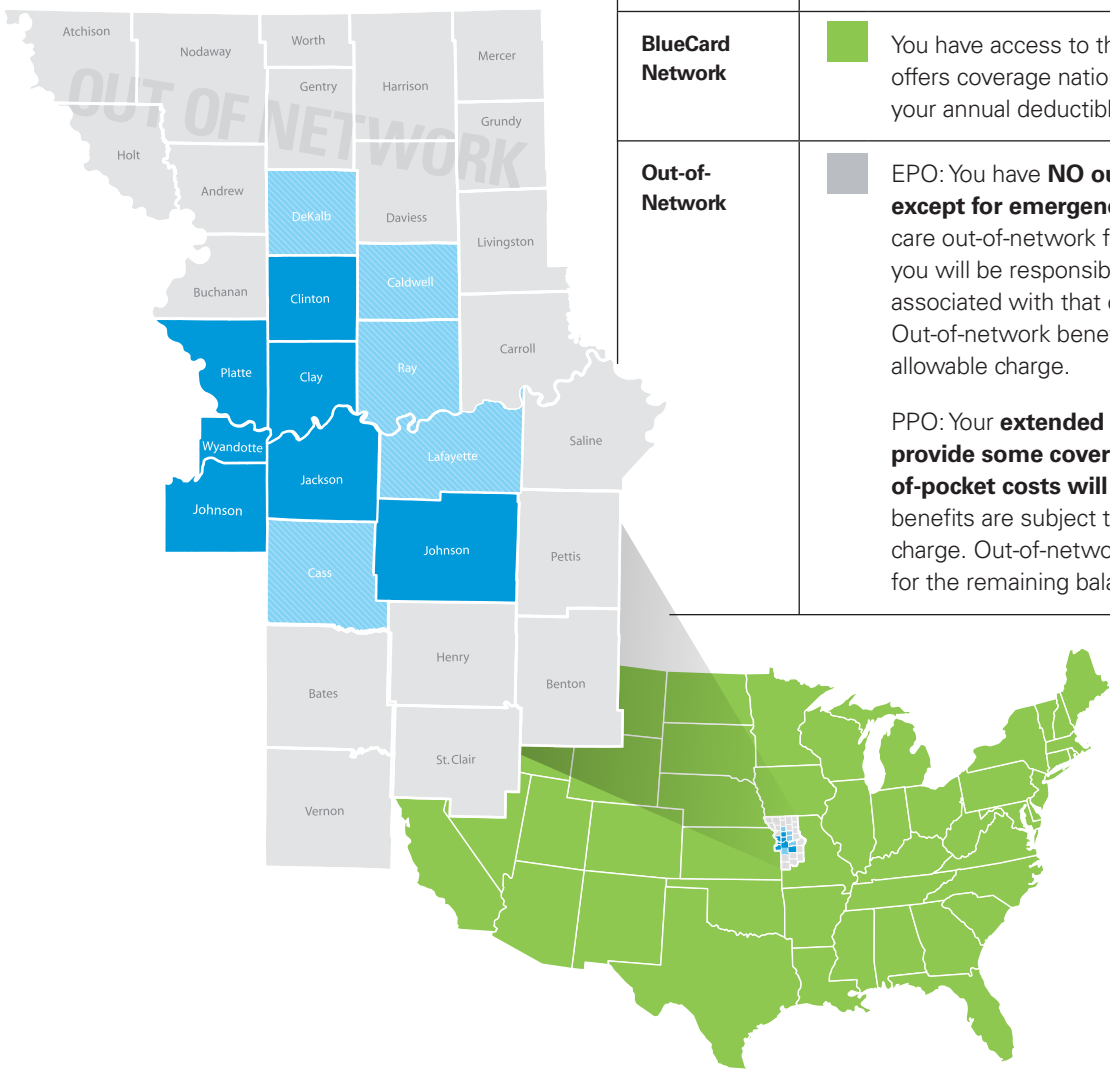 Atchison
Nodaway
Worth
Mercer
Gentry
Harrison
OUT OF NETWORK
Grundy
Holt
Andrew
DeKalb
Daviess
Livingston
Buchanan
Clinton
Caldwell
Carroll
Platte
Clay
Ray
Wyandotte
Saline
Lafayette
Jackson
Johnson
Johnson
Pettis
Cass
Henry
Benton
Bates
St. Clair
Vernon
BlueCard
Network
You have access to th
offers coverage nation
your annual deductibl
Out-of-
Network
EPO: You have NO ou
except for emergenc
care out-of-network f
you will be responsib
associated with that c
Out-of-network benef
allowable charge.
PPO: Your extended
provide some cover
of-pocket costs will
benefits are subject t
charge. Out-of-netwo
for the remaining bala